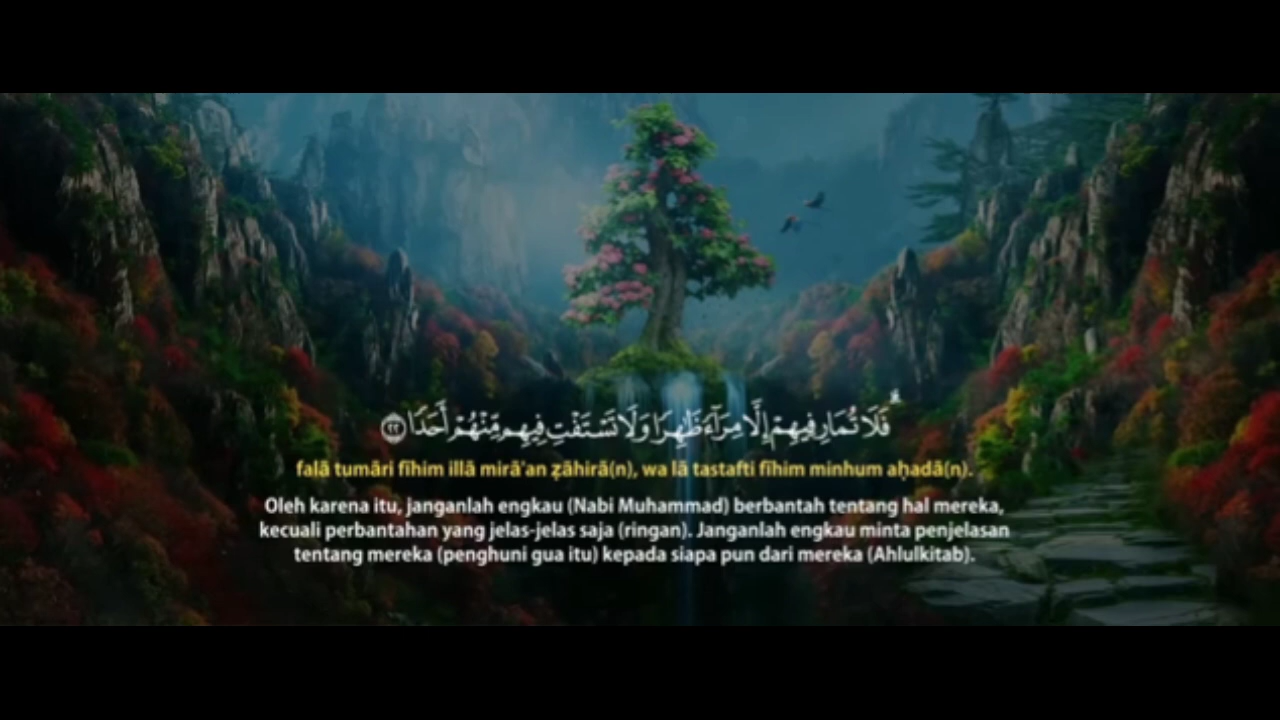 فَلَا تُمَارِ فِيهِمْ إِلَّا مِرَآءً ظَٰهِرًا وَلَا تَسْتَفْتِ فِيهِم مِّنْهُمْ أَحَدًا ٢٢
falā tumāri fīhim illā mirā'an ẓāhirā(n), wa lā tastafti fīhim minhum aḥadā(n).
Oleh karena itu, janganlah engkau (Nabi Muhammad) berbantah tentang hal mereka,
kecuali perbantahan yang jelas-jelas saja (ringan). Janganlah engkau minta penjelasan
tentang mereka (penghuni gua itu) kepada siapa pun dari mereka (Ahlulkitab).